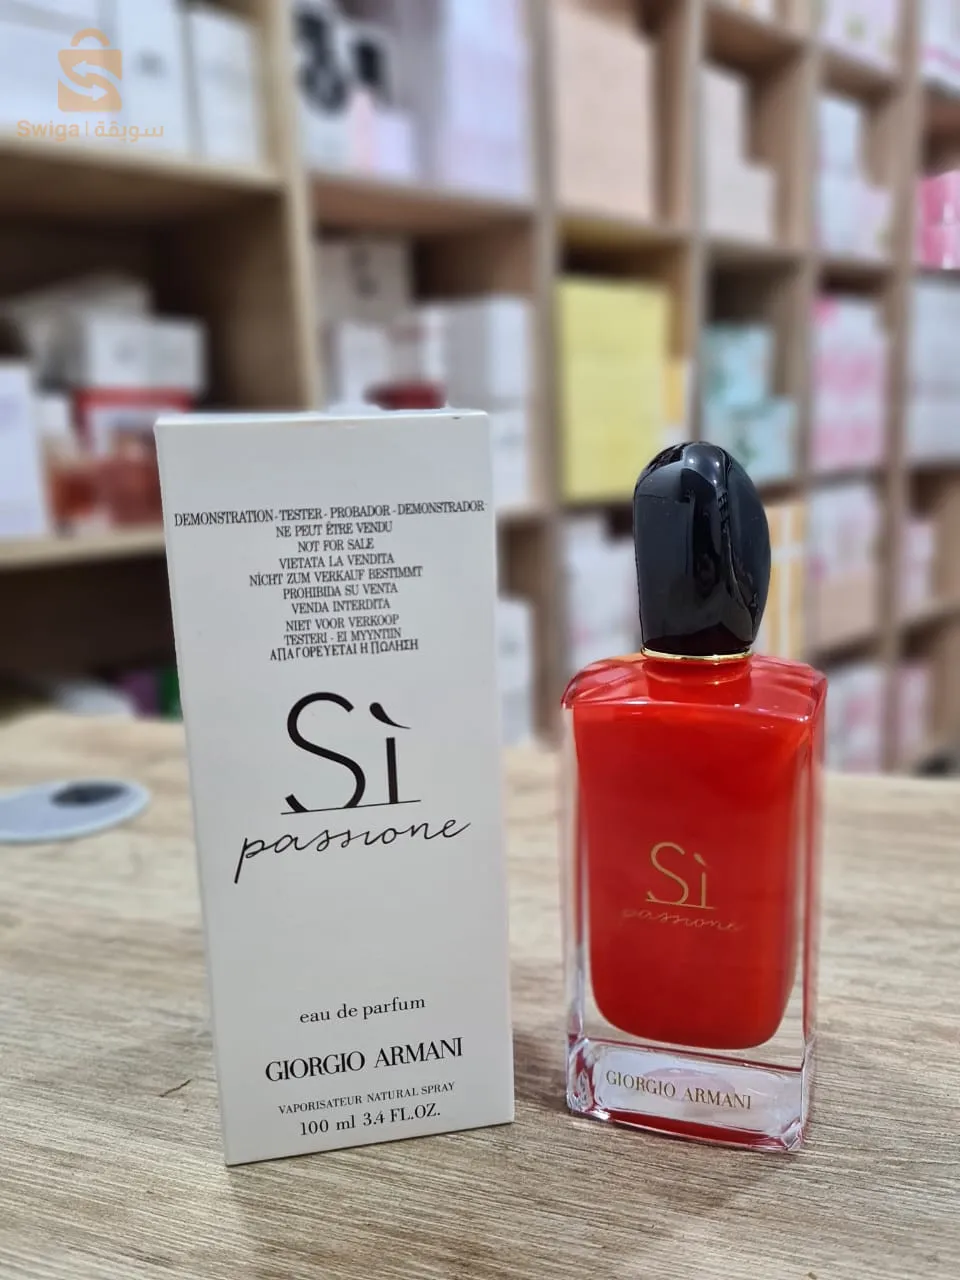 Swiga | سويقة
DEMONSTRATION - TESTER - PROBADOR - DEMONSTRADOR
NE PEUT ÊTRE VENDU
NOT FOR SALE
VIETATA LA VENDITA
NÍCHT ZUM VERKAUF BESTIMMT
PROHIBIDA SU VENTA
VENDA INTERDITA
NIET VOOR VERKOOP
TESTERI - EI MYYNTIIN
ΑΠΑΓΟΡΕΥΕΤΑΙ Η ΠΩΛΗΣΗ
Sì
passione
eau de parfum
GIORGIO ARMANI
VAPORISATEUR NATURAL SPRAY
100 ml 3.4 FL.OZ.
Sì
passione
GIORGIO ARMANI